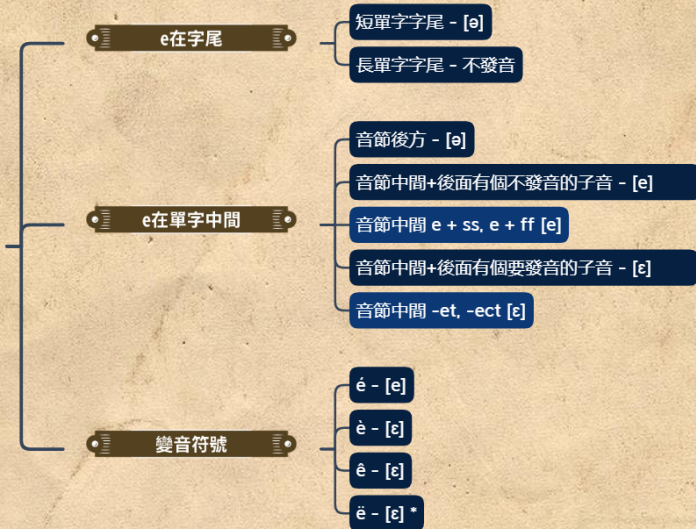 e在字尾
短單字字尾 - [ə]
長單字字尾 - 不發音
e在單字中間
音節後方 - [ə]
音節中間+後面有個不發音的子音 - [e]
音節中間 e + ss, e + ff [e]
音節中間+後面有個要發音的子音 - [ɛ]
音節中間 -et, -ect [ɛ]
變音符號
é - [e]
è - [ɛ]
ê - [ɛ]
ë - [ɛ] *